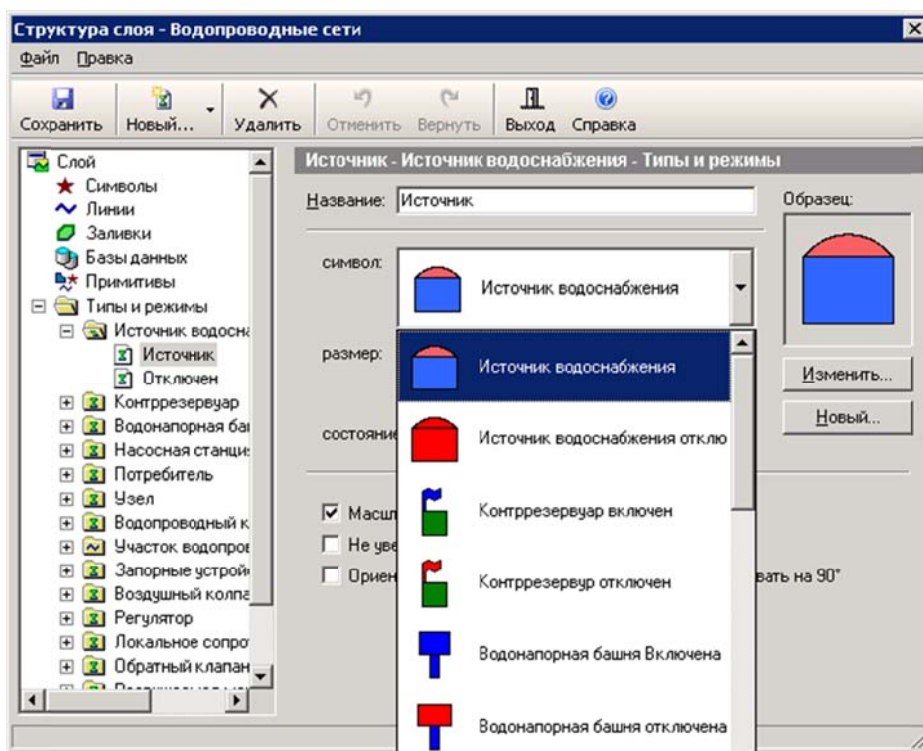 Структура слоя - Водопроводные сети
Файл Правка
Сохранить Новый... Удалить Отменить Вернуть Выход Справка
Слой
Символы
Линии
Заливки
Базы данных
Примитивы
Типы и режимы
Источник водосна
Источник
Отключен
Контррезервуар
Водонапорная ба
Насосная станци
Потребитель
Узел
Водопроводный к
Участок водопров
Запорные устрой
Воздушный колпа
Регулятор
Локальное сопро
Обратный клапан
Источник - Источник водоснабжения - Типы и режимы
Название: Источник
Образец:
символ: Источник водоснабжения
размер:
состояние
Источник водоснабжения
Источник водоснабжения отклю
Контррезервуар включен
Контррезервур отключен
Водонапорная башня Включена
Водонапорная башня отключена
Изменить...
Новый...
Масш
Не уве
Ориен
вать на 90°